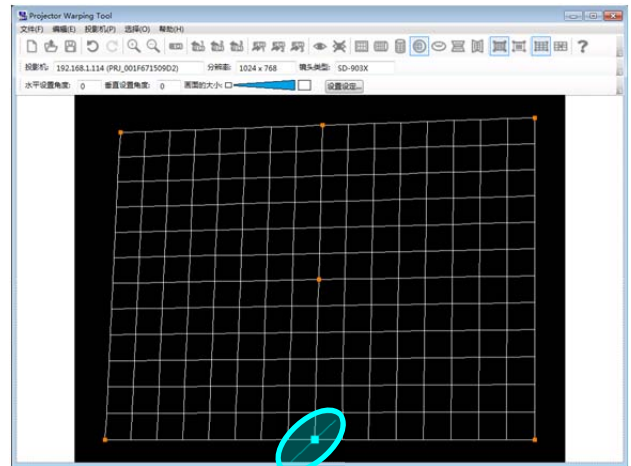 Projector Warping Tool
文件(F) 编辑(E) 投影机(P) 选择(O) 帮助(H)
投影机: 192.168.1.114 (PRJ_001F671509D2) 分辨率: 1024 x 768 镜头类型: SD-903X
水平设置角度: 0 垂直设置角度: 0 画面的大小: 设置设定...